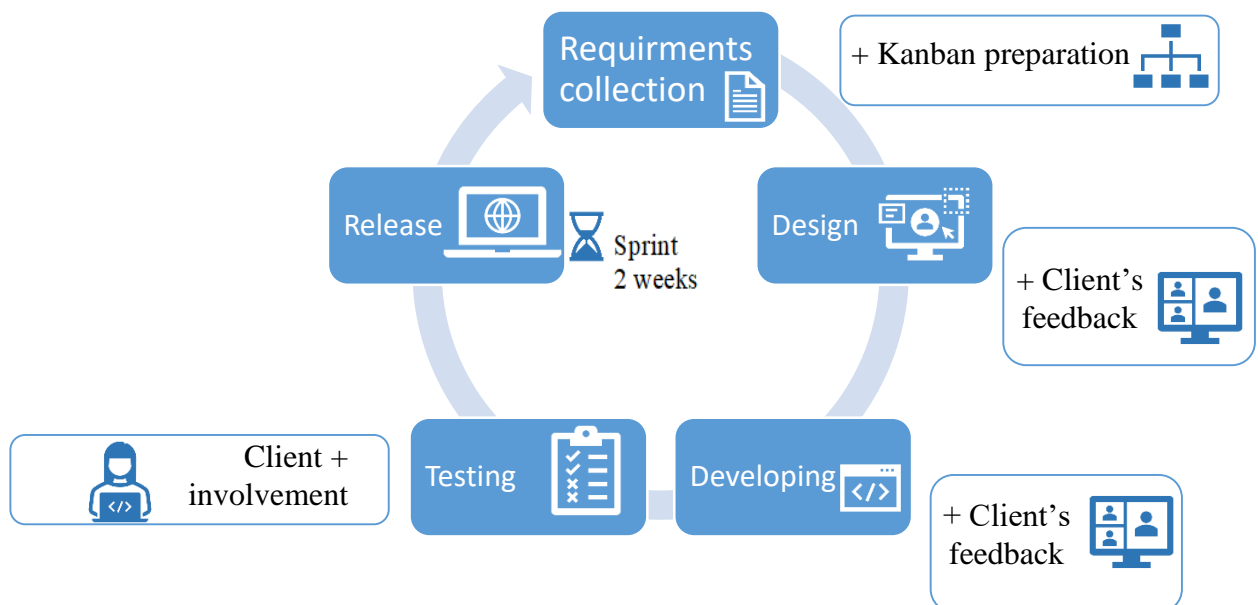 Requirments
collection
+ Kanban preparation
Design
+ Client's
feedback
Developing
</>
+ Client's
feedback
Testing
Client +
involvement
</>
Release
Sprint
2 weeks